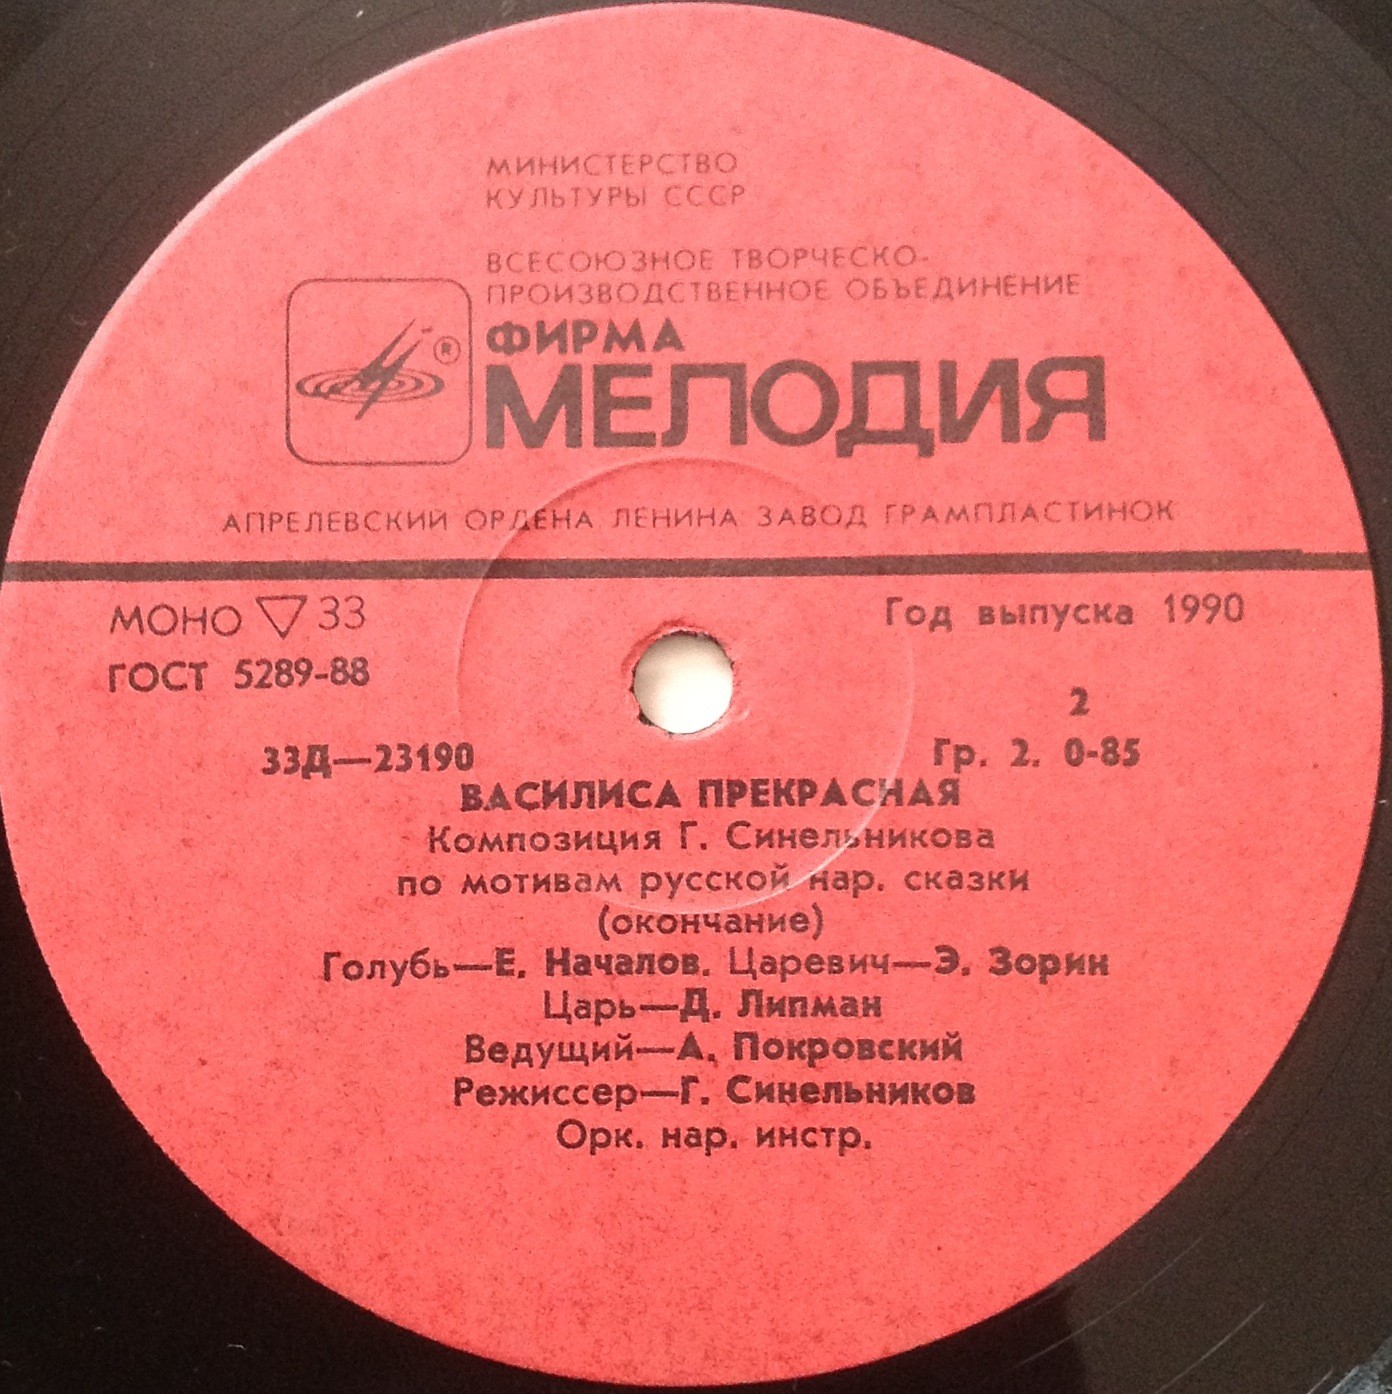 МИНИСТЕРСТВО
КУЛЬТУРЫ СССР
ВСЕСОЮЗНОЕ ТВОРЧЕСКО-
ПРОИЗВОДСТВЕННОЕ ОБЪЕДИНЕНИЕ
ФИРМА
®
МЕЛОДИЯ
АПРЕЛЕВСКИЙ ОРДЕНА ЛЕНИНА ЗАВОД ГРАМПЛАСТИНОК
МОНО ▽ 33
Год выпуска 1990
ГОСТ 5289-88
2
33Д—23190
Гр. 2. 0-85
ВАСИЛИСА ПРЕКРАСНАЯ
Композиция Г. Синельникова
по мотивам русской нар. сказки
(окончание)
Голубь—Е. Началов. Царевич—Э. Зорин
Царь—Д. Липман
Ведущий—А. Покровский
Режиссер—Г. Синельников
Орк. нар. инстр.